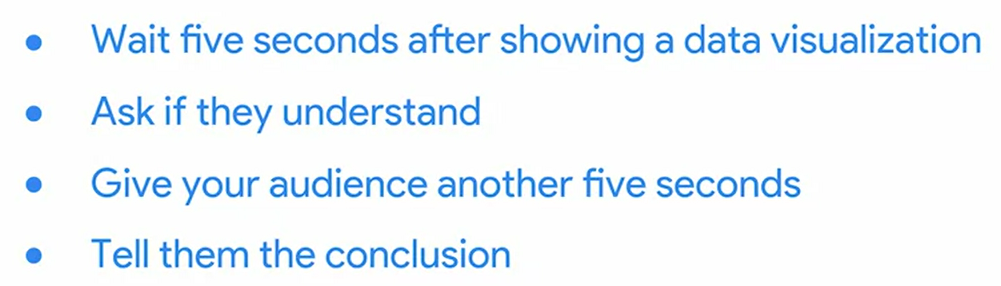 • Wait five seconds after showing a data visualization
• Ask if they understand
• Give your audience another five seconds
• Tell them the conclusion